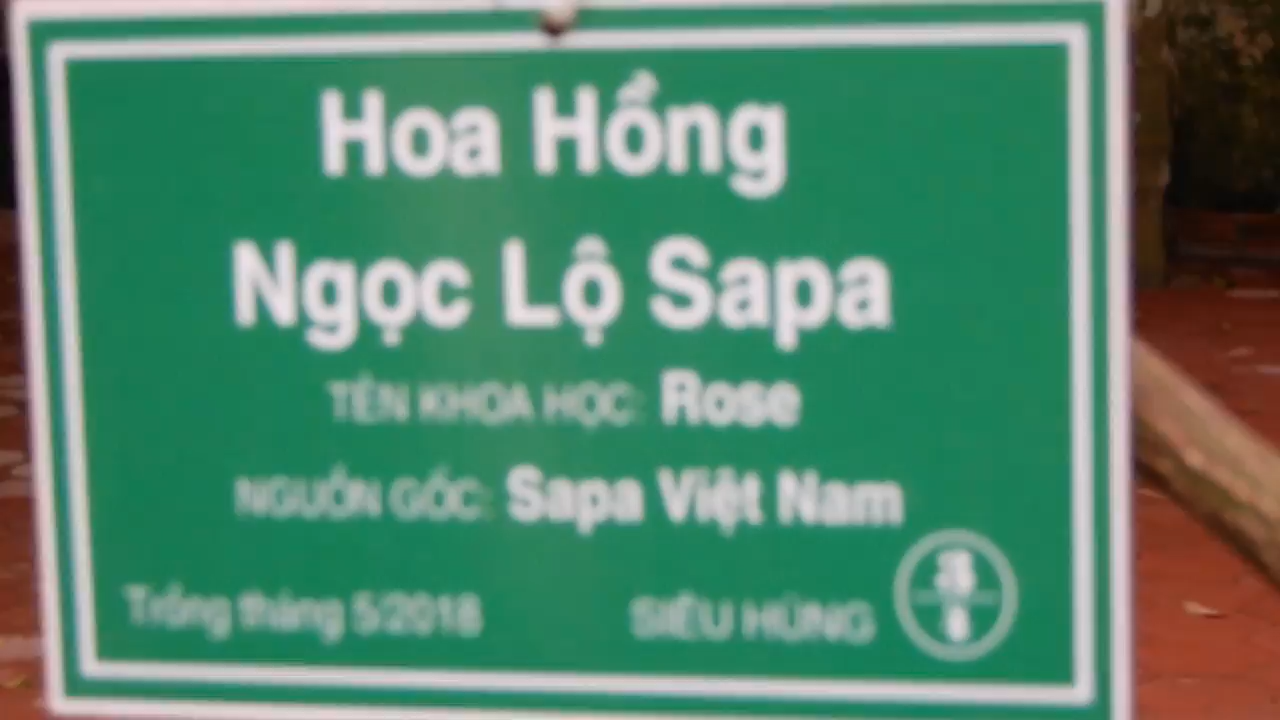 Hoa Hồng
Ngọc Lộ Sapa
TÊN KHOA HỌC: Rose
NGUỒN GỐC: Sapa Việt Nam
Trồng tháng 5/2018 SIÊU HÙNG